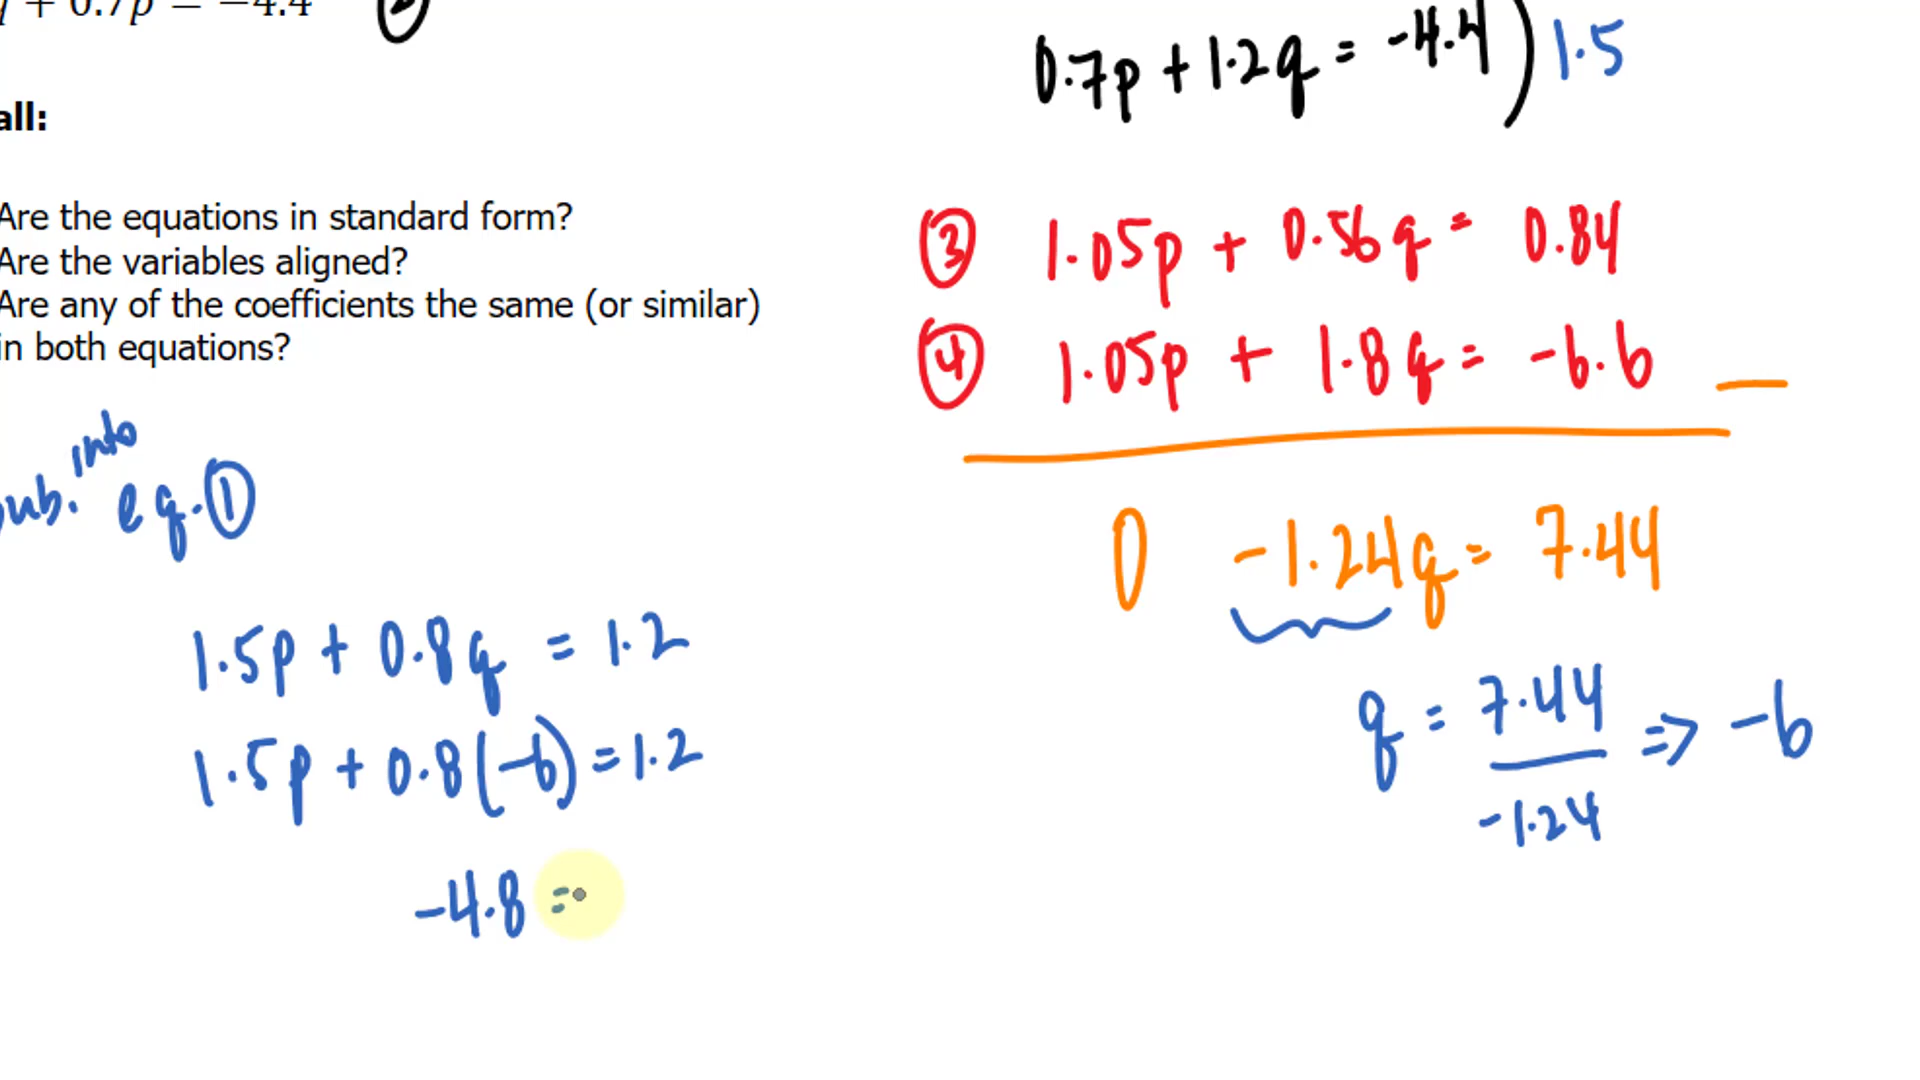 q + 0.7p = −4.4 ②
all:
Are the equations in standard form?
Are the variables aligned?
Are any of the coefficients the same (or similar)
in both equations?
sub. into eq. ①
1.5p + 0.8q = 1.2
1.5p + 0.8(-6) = 1.2
-4.8 =
0.7p + 1.2q = -4.4) 1.5
③ 1.05p + 0.56q = 0.84
④ 1.05p + 1.8q = -6.6 —
0 -1.24q = 7.44
q = 7.44 / -1.24 => -6